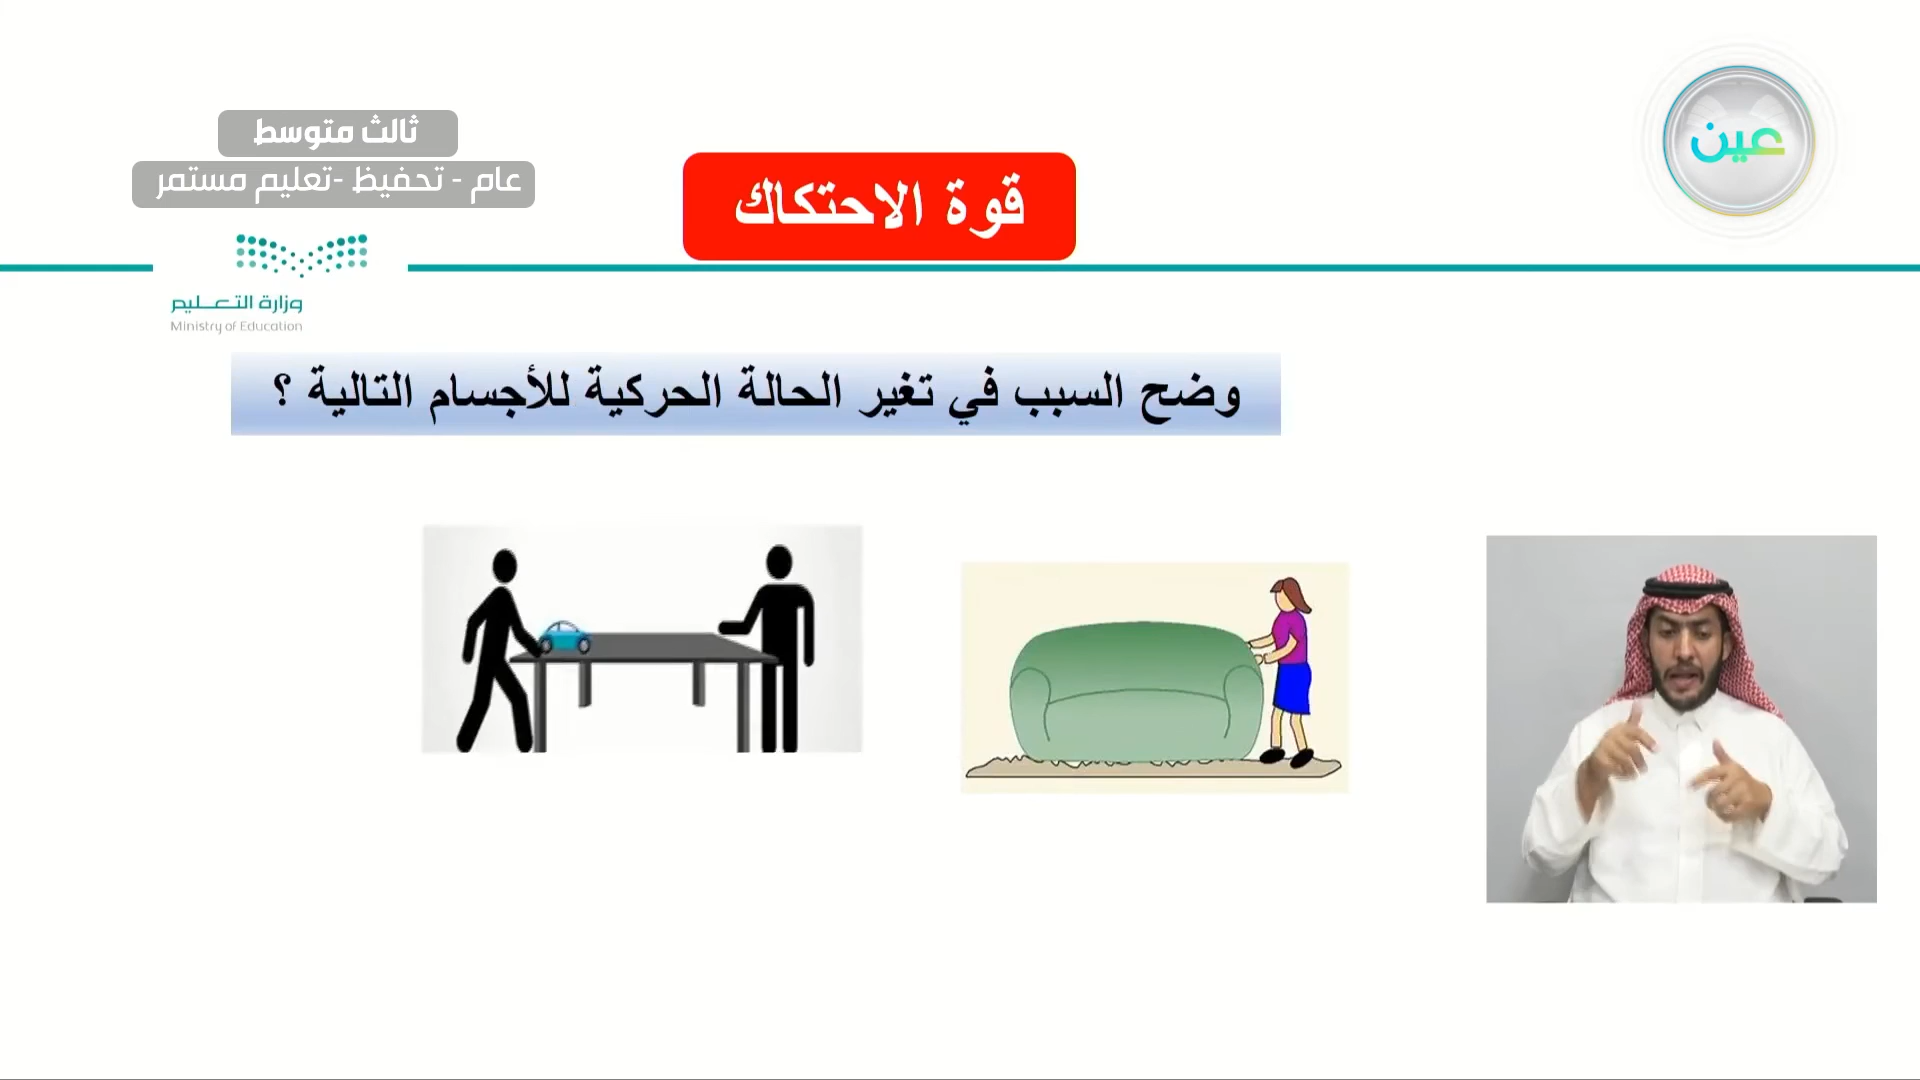 ثالث متوسط
عام - تحفيظ -تعليم مستمر
عين
قوة الاحتكاك
وزارة التعـــليم
Ministry of Education
وضح السبب في تغير الحالة الحركية للأجسام التالية ؟